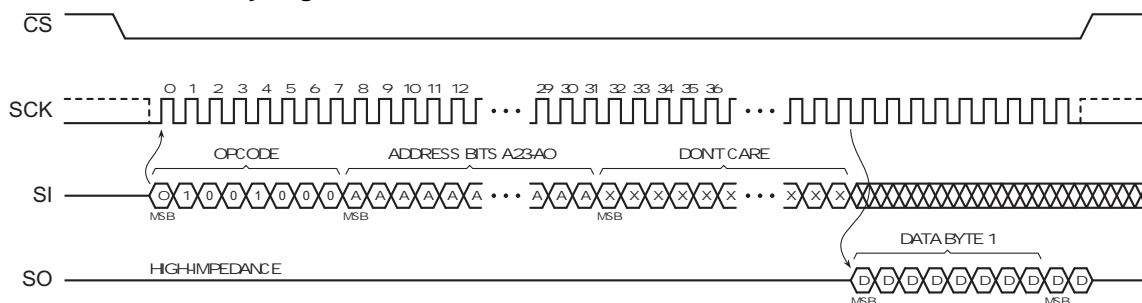 CS
SCK
0 1 2 3 4 5 6 7 8 9 10 11 12 29 30 31 32 33 34 35 36
OPCODE ADDRESS BITS A23-A0 DON'T CARE
SI 0 1 0 0 1 0 0 0 A A A A A A A A A X X X X X X X X X
MSB MSB MSB
DATA BYTE 1
SO HIGH-IMPEDANCE D D D D D D D D D D
MSB MSB